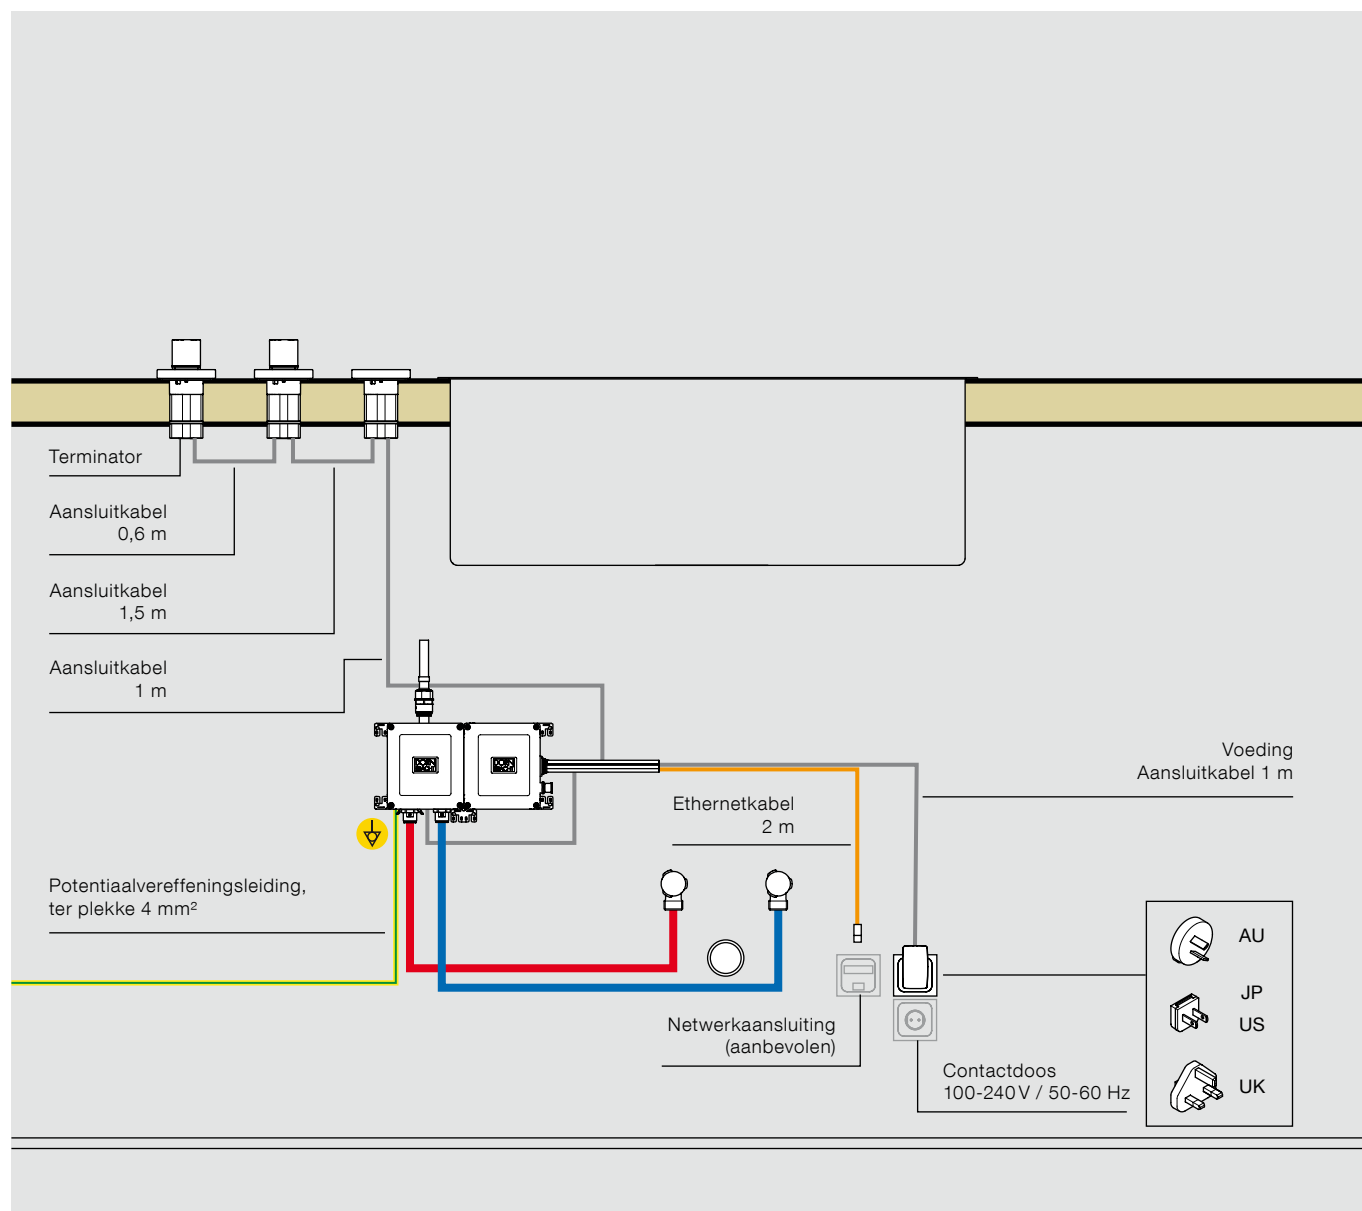 Terminator
Aansluitkabel
0,6 m
Aansluitkabel
1,5 m
Aansluitkabel
1 m
Voeding
Aansluitkabel 1 m
Ethernetkabel
2 m
Potentiaalvereffeningsleiding,
ter plekke 4 mm²
AU
JP
US
UK
Netwerkaansluiting
(aanbevolen)
Contactdoos
100-240 V / 50-60 Hz